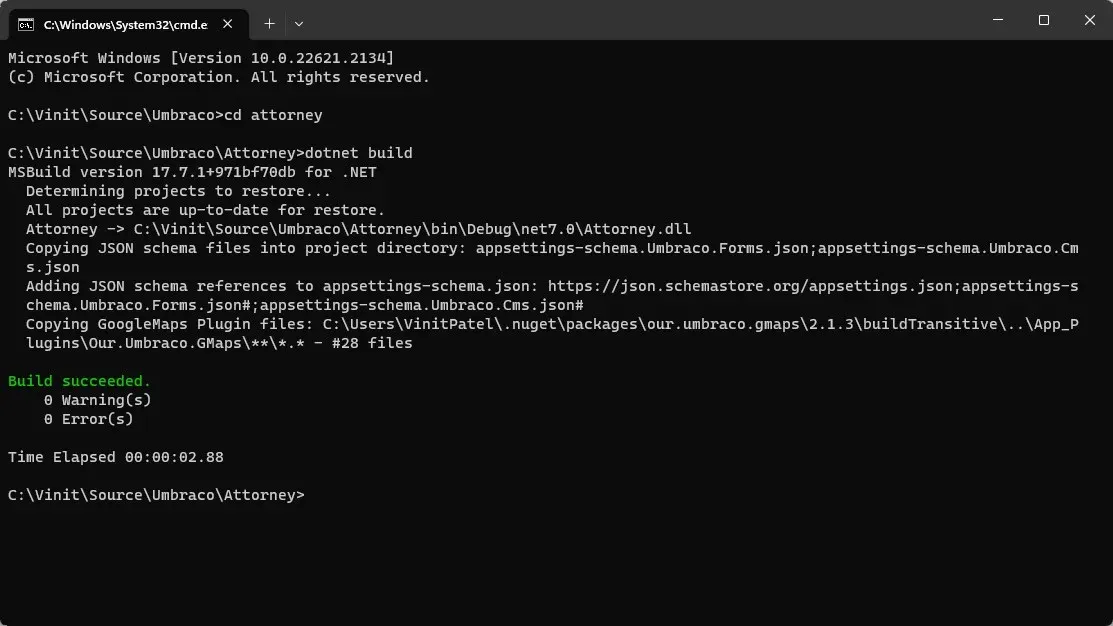 C:\Windows\System32\cmd.e
Microsoft Windows [Version 10.0.22621.2134]
(c) Microsoft Corporation. All rights reserved.
C:\Vinit\Source\Umbraco>cd attorney
C:\Vinit\Source\Umbraco\Attorney>dotnet build
MSBuild version 17.7.1+971bf70db for .NET
  Determining projects to restore...
  All projects are up-to-date for restore.
  Attorney -> C:\Vinit\Source\Umbraco\Attorney\bin\Debug\net7.0\Attorney.dll
  Copying JSON schema files into project directory: appsettings-schema.Umbraco.Forms.json;appsettings-schema.Umbraco.Cm
  s.json
  Adding JSON schema references to appsettings-schema.json: https://json.schemastore.org/appsettings.json;appsettings-s
  chema.Umbraco.Forms.json#;appsettings-schema.Umbraco.Cms.json#
  Copying GoogleMaps Plugin files: C:\Users\VinitPatel\.nuget\packages\our.umbraco.gmaps\2.1.3\buildTransitive\..\App_P
  lugins\Our.Umbraco.GMaps\**\*.* - #28 files
Build succeeded.
    0 Warning(s)
    0 Error(s)
Time Elapsed 00:00:02.88
C:\Vinit\Source\Umbraco\Attorney>